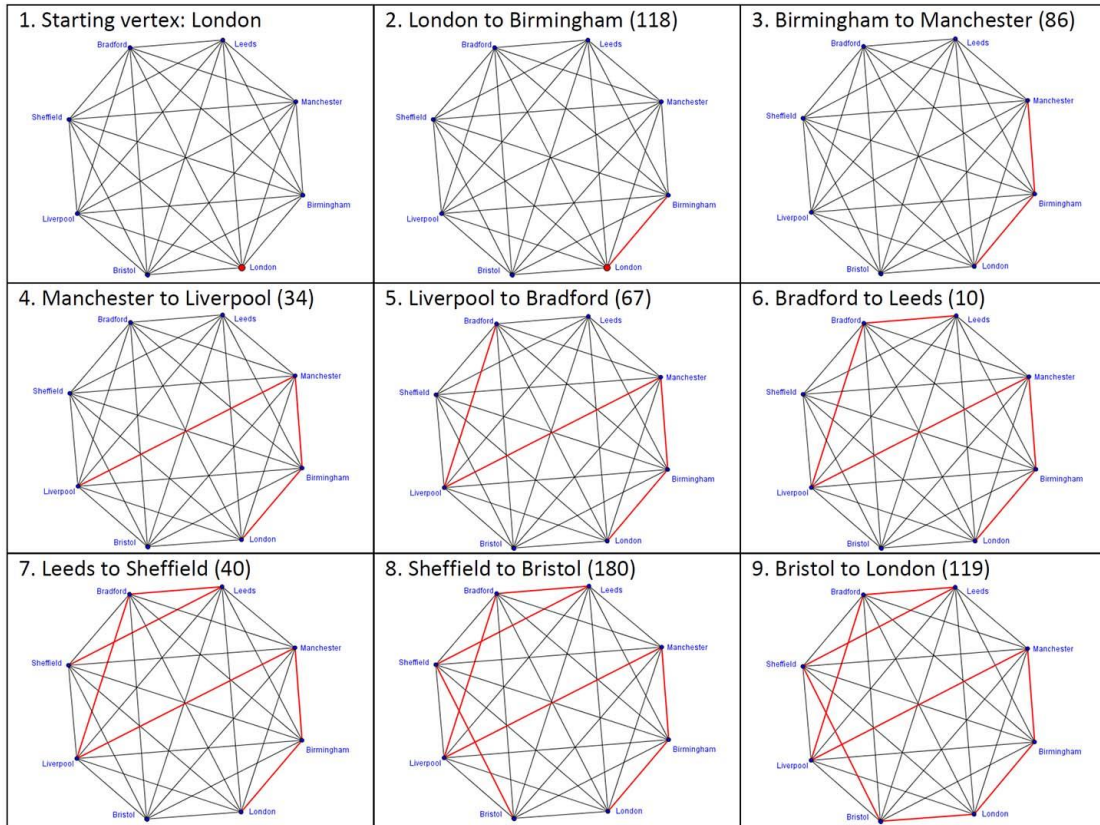 1. Starting vertex: London
Bradford
Leeds
Manchester
Sheffield
Birmingham
Liverpool
London
Bristol
2. London to Birmingham (118)
Bradford
Leeds
Manchester
Sheffield
Birmingham
Liverpool
London
Bristol
3. Birmingham to Manchester (86)
Bradford
Leeds
Manchester
Sheffield
Birmingham
Liverpool
London
Bristol
4. Manchester to Liverpool (34)
Bradford
Leeds
Manchester
Sheffield
Birmingham
Liverpool
London
Bristol
5. Liverpool to Bradford (67)
Bradford
Leeds
Manchester
Sheffield
Birmingham
Liverpool
London
Bristol
6. Bradford to Leeds (10)
Bradford
Leeds
Manchester
Sheffield
Birmingham
Liverpool
London
Bristol
7. Leeds to Sheffield (40)
Bradford
Leeds
Manchester
Sheffield
Birmingham
Liverpool
London
Bristol
8. Sheffield to Bristol (180)
Bradford
Leeds
Manchester
Sheffield
Birmingham
Liverpool
London
Bristol
9. Bristol to London (119)
Bradford
Leeds
Manchester
Sheffield
Birmingham
Liverpool
London
Bristol